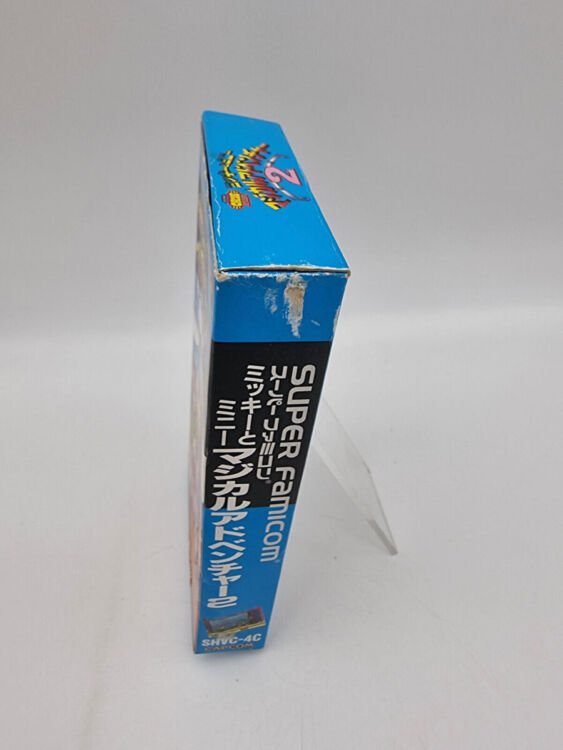 2
SUPER FAMICOM
スーパーファミコン
ミッキーと
ミニー マジカルアドベンチャー2
SHVC-4C
CAPCOM